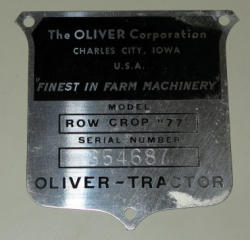 The OLIVER Corporation
CHARLES CITY, IOWA
U.S.A.
"FINEST IN FARM MACHINERY"
MODEL
ROW CROP "77"
SERIAL NUMBER
354687
OLIVER-TRACTOR